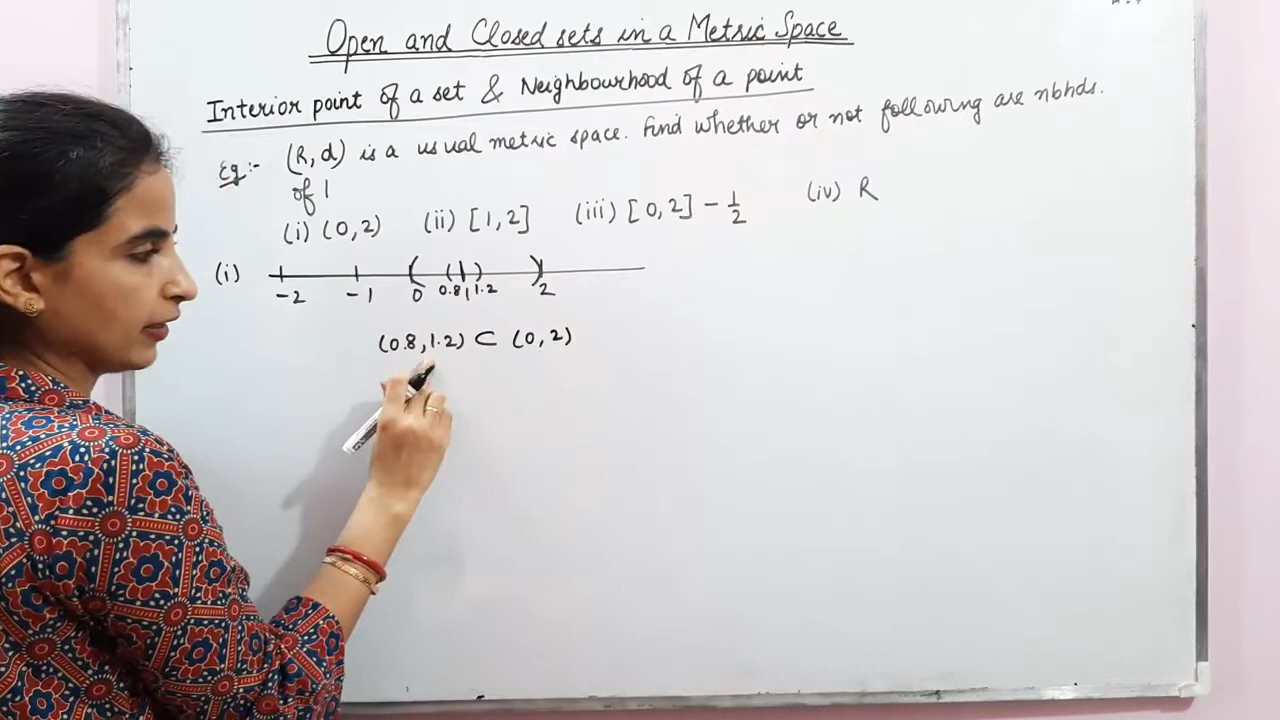 Open and Closed sets in a Metric Space
Interior point of a set & Neighbourhood of a point
Eg:- (R, d) is a usual metric space. Find whether or not following are nbhds.
of 1
(i) (0, 2) (ii) [1, 2] (iii) [0, 2] - 1/2 (iv) R
(i)
-2 -1 0 0.8 1 1.2 2
(0.8, 1.2) ⊂ (0, 2)